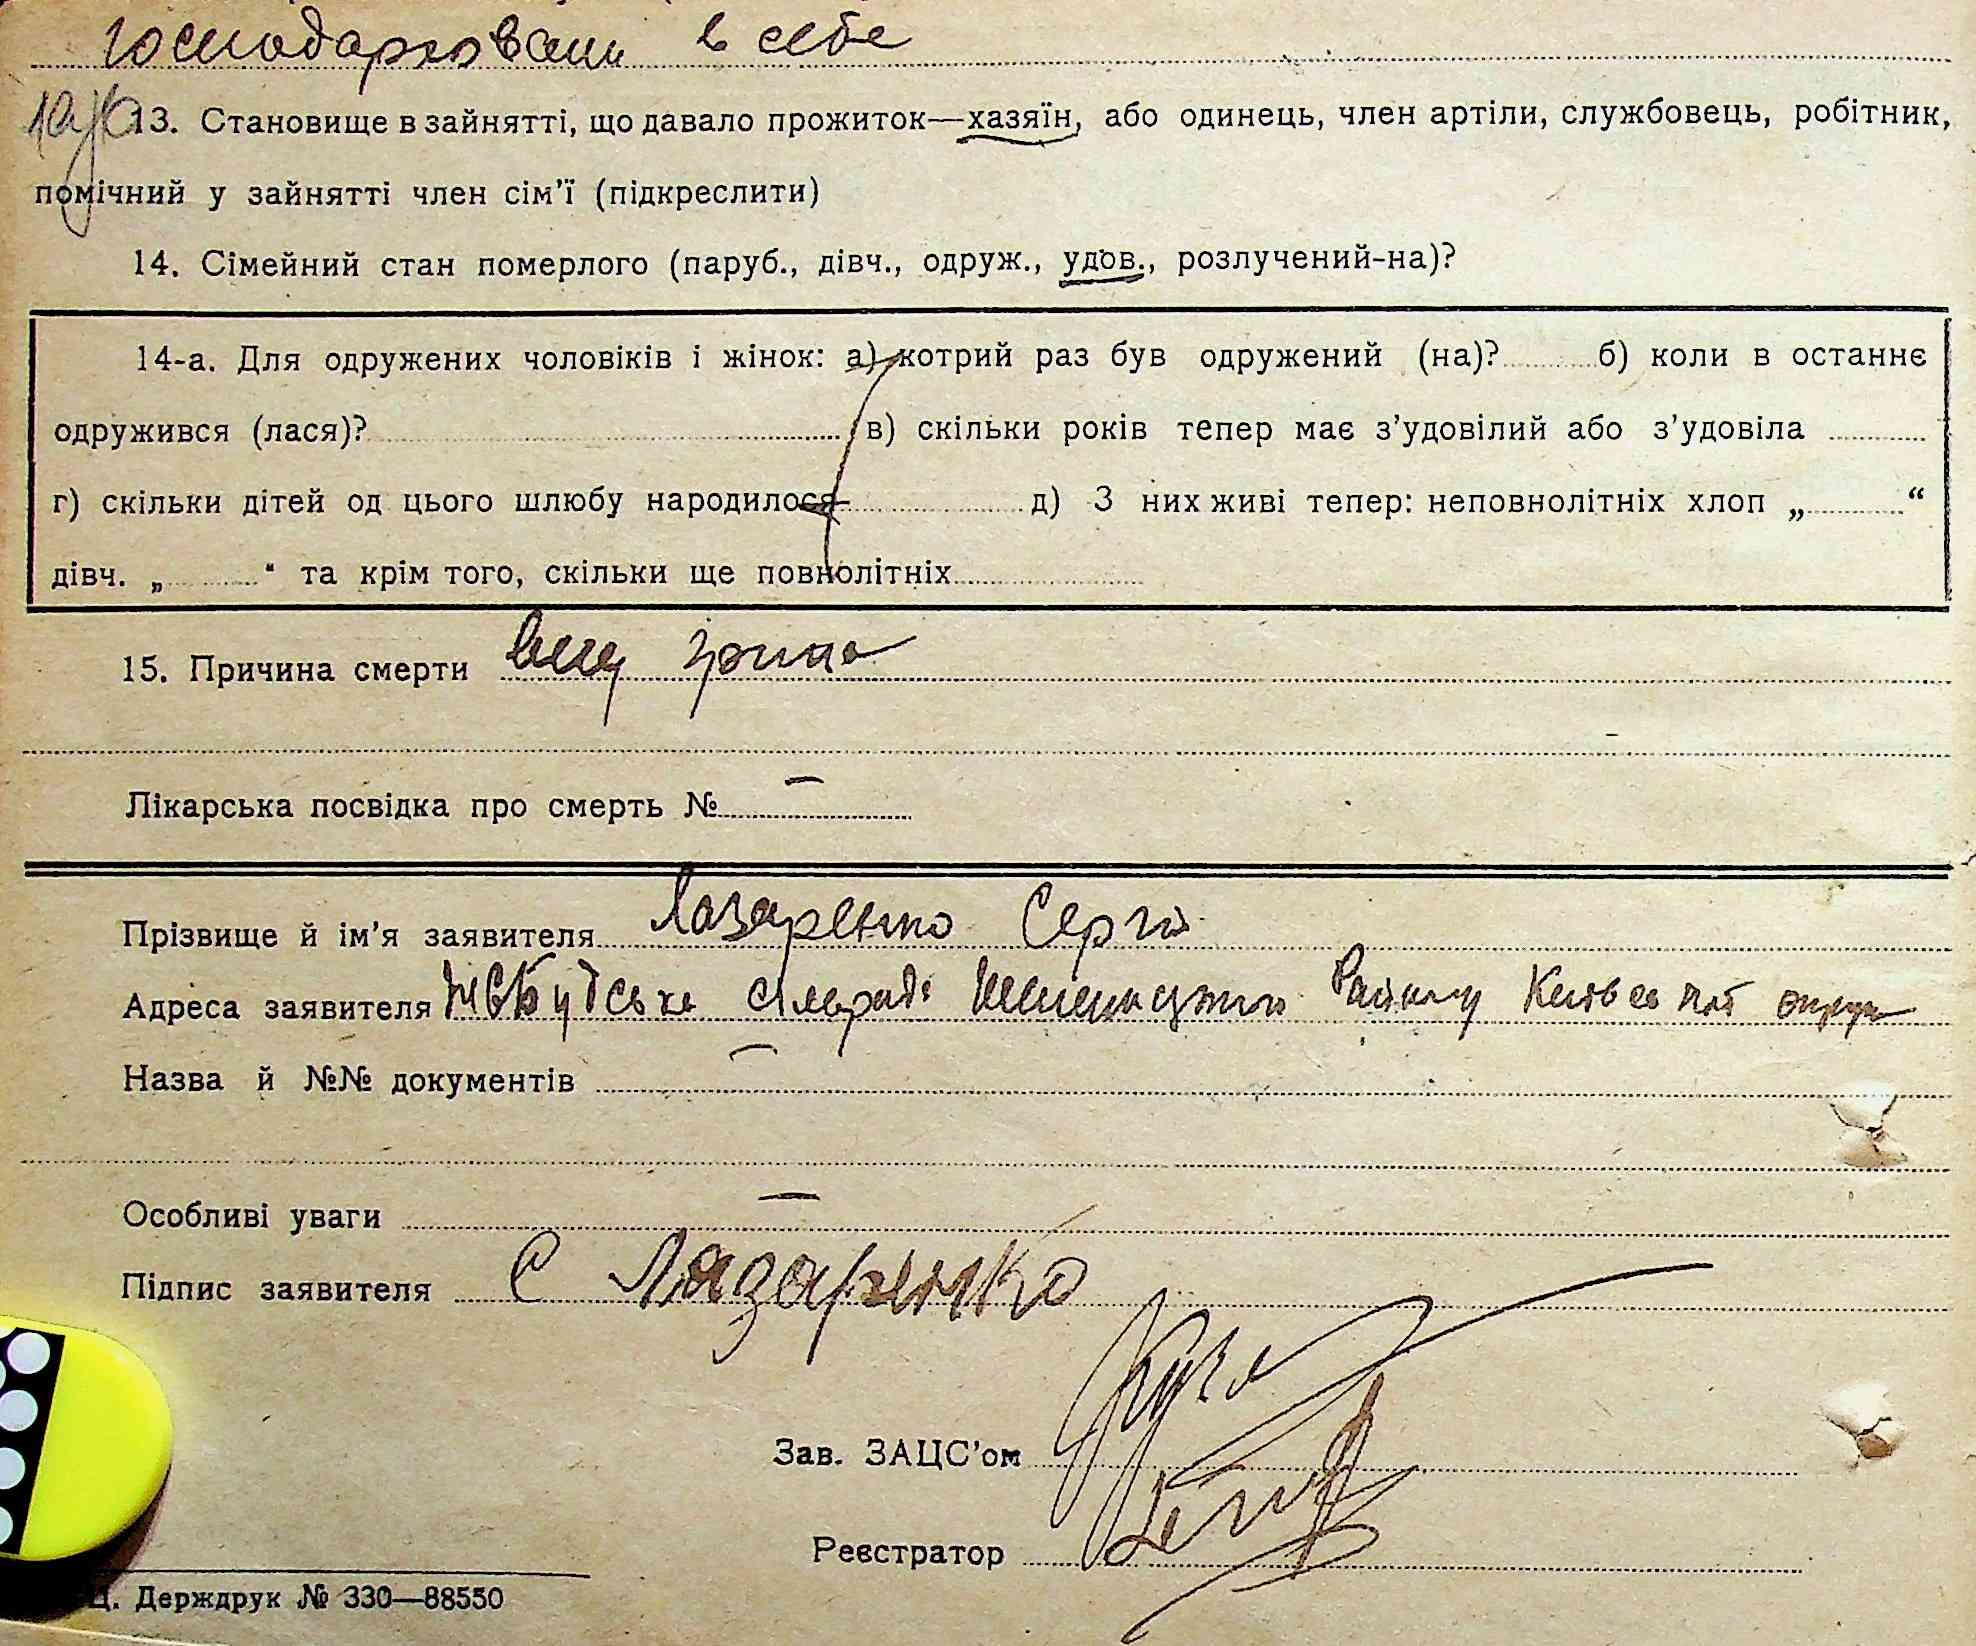 господарювали в себе
13. Становище в зайнятті, що давало прожиток—хазяїн, або одинець, член артіли, службовець, робітник,
помічний у зайнятті член сім’ї (підкреслити)
14. Сімейний стан померлого (паруб., дівч., одруж., удов., розлучений-на)?
14-а. Для одружених чоловіків і жінок: а) котрий раз був одружений (на)? б) коли в останнє
одружився (лася)? в) скільки років тепер має з’удовілий або з’удовіла
г) скільки дітей од цього шлюбу народилося д) З них живі тепер: неповнолітніх хлоп „ “
дівч. „ “ та крім того, скільки ще повнолітніх
15. Причина смерти
Лікарська посвідка про смерть № —
Прізвище й ім’я заявителя Лазаренко Сергій
Адреса заявителя сільради району округи
Назва й №№ документів —
Особливі уваги —
Підпис заявителя С Лазаренко
Зав. ЗАЦС’ом
Реєстратор
Ц. Держдрук № 330—88550